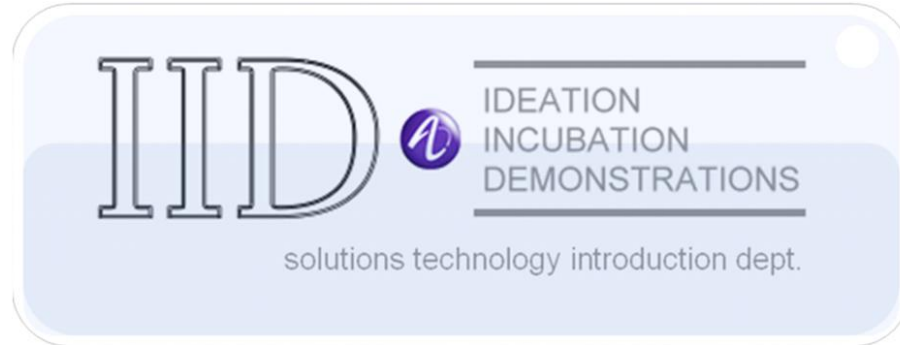 IID
IDEATION
INCUBATION
DEMONSTRATIONS
solutions technology introduction dept.